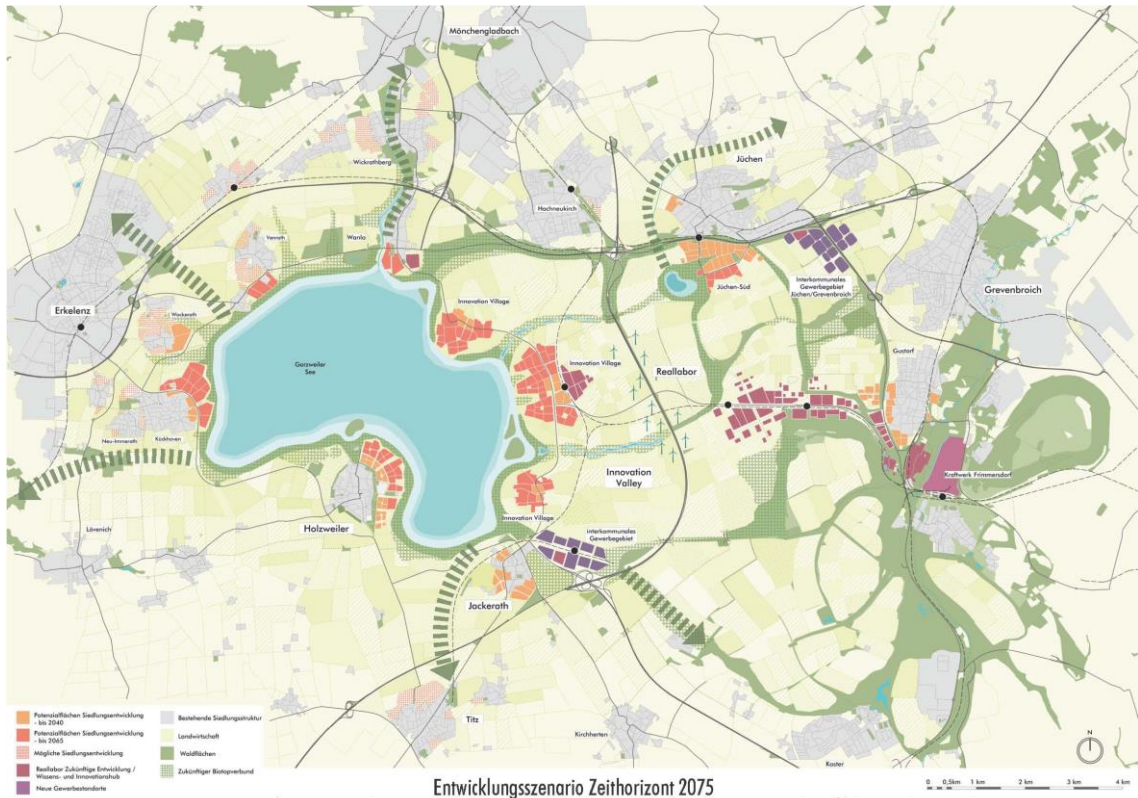 Mönchengladbach
Wickrathberg
Jüchen
Hochneukirch
Venrath
Wanlo
Erkelenz
Wockerath
Innovation Village
Jüchen-Süd
Interkommunales
Gewerbegebiet
Jüchen/Grevenbroich
Grevenbroich
Garzweiler
See
Innovation Village
Reallabor
Gustorf
Neu-Immerath
Kückhoven
Innovation
Valley
Kraftwerk Frimmersdorf
Lövenich
Holzweiler
Innovation Village
Interkommunales
Gewerbegebiet
Jackerath
Titz
Kirchherten
Kaster
Potenzialflächen Siedlungsentwicklung
- bis 2040
Potenzialflächen Siedlungsentwicklung
- bis 2065
Mögliche Siedlungsentwicklung
Reallabor Zukünftige Entwicklung /
Wissens- und Innovationshub
Neue Gewerbestandorte
Bestehende Siedlungsstruktur
Landwirtschaft
Waldflächen
Zukünftiger Biotopverbund
Entwicklungsszenario Zeithorizont 2075
N
0 0,5km 1 km 2 km 3 km 4 km